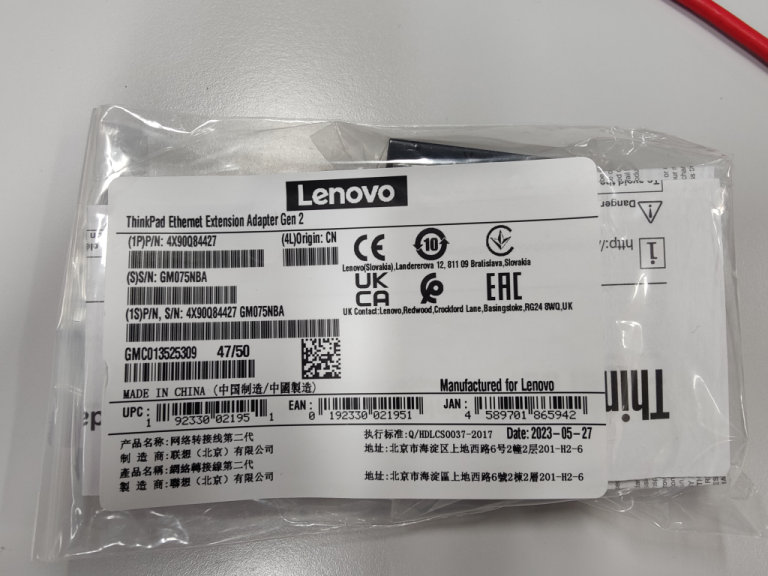 Lenovo
ThinkPad Ethernet Extension Adapter Gen 2
(1P)P/N: 4X90Q84427
(4L)Origin: CN
(S)S/N: GM075NBA
(1S)P/N, S/N: 4X90Q84427 GM075NBA
GMC013525309 47/50
MADE IN CHINA (中国制造/中國製造)
CE
10
Lenovo(Slovakia),Landererova 12, 811 09 Bratislava,Slovakia
UK
CA
EAC
UK Contact:Lenovo,Redwood,Crockford Lane,Basingstoke,RG24 8WQ,UK
Manufactured for Lenovo
UPC : 1 92330 02195 1
EAN : 0 192330 021951
JAN : 4 589701 865942
产品名称: 网络转接线第二代
制 造 商: 联想 (北京) 有限公司
產品名稱: 網絡轉接線第二代
製 造 商: 聯想 (北京) 有限公司
执行标准: Q/HDLCS0037-2017 Date: 2023-05-27
地址: 北京市海淀区上地西路6号2幢2层201-H2-6
地址: 北京市海淀區上地西路6號2棟2層201-H2-6
Danger
http:/
i
Thin